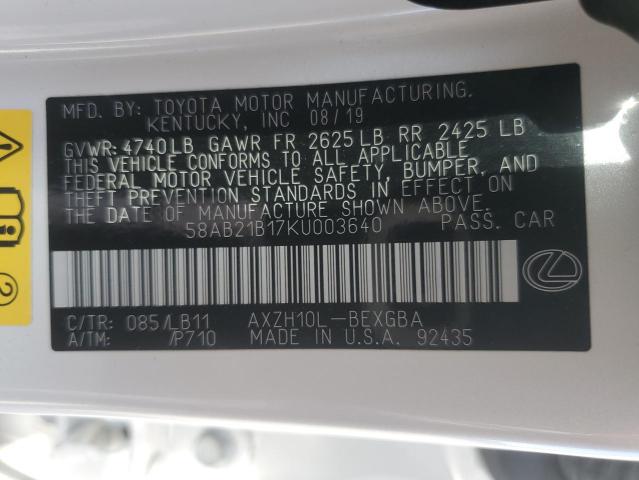 MFD. BY: TOYOTA MOTOR MANUFACTURING,
KENTUCKY, INC 08/19
GVWR: 4740LB GAWR FR 2625LB RR 2425 LB
THIS VEHICLE CONFORMS TO ALL APPLICABLE
FEDERAL MOTOR VEHICLE SAFETY, BUMPER, AND
THEFT PREVENTION STANDARDS IN EFFECT ON
THE DATE OF MANUFACTURE SHOWN ABOVE.
58AB21B17KU003640 PASS. CAR
C/TR: 085/LB11 AXZH10L-BEXGBA
A/TM: /P710 MADE IN U.S.A. 92435
2